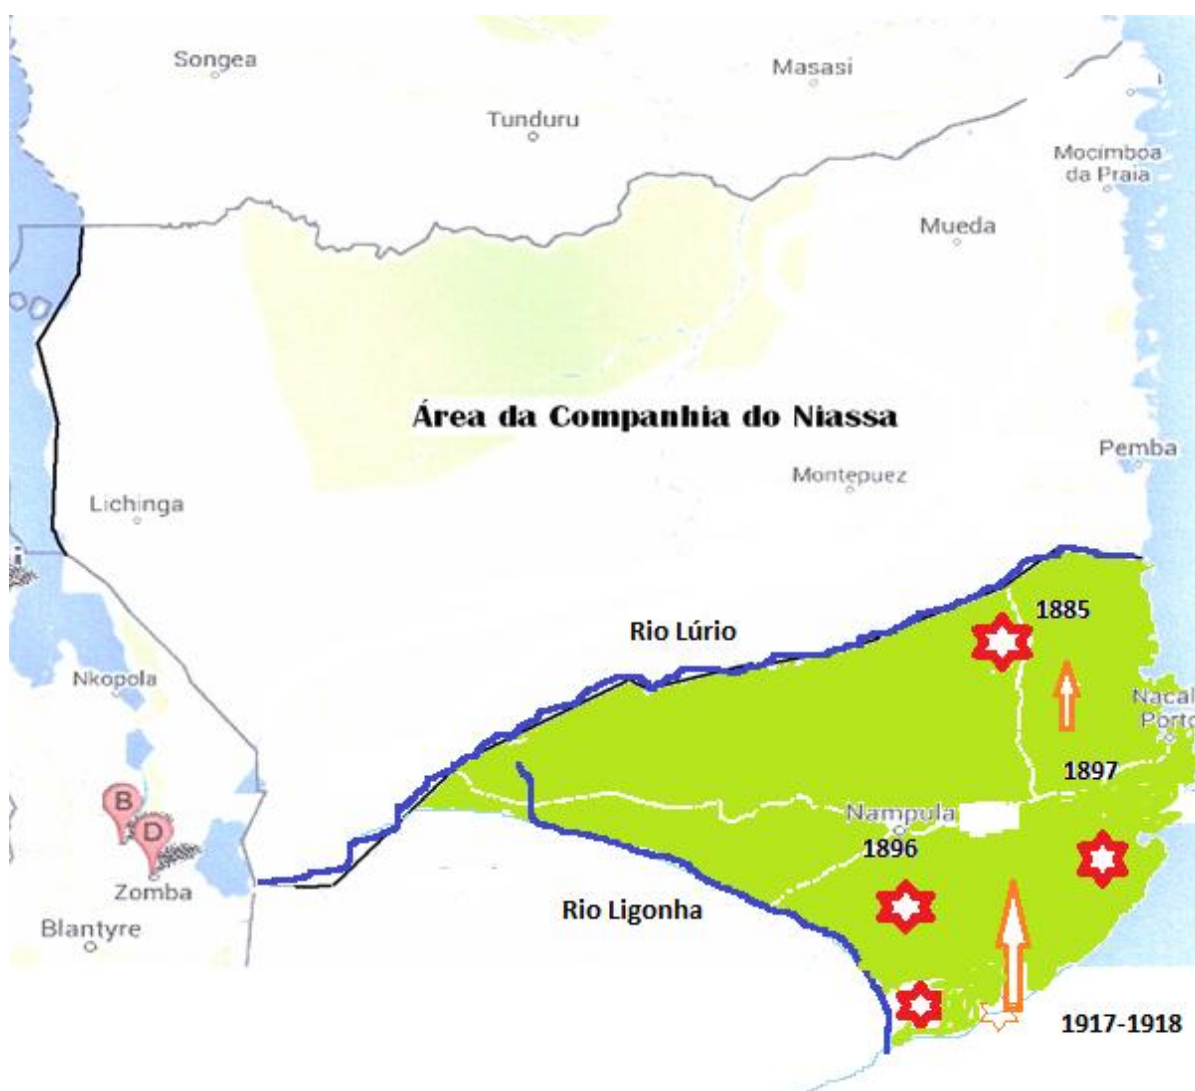 Songea
Masasi
Tunduru
Mocímboa
da Praia
Mueda
Área da Companhia do Niassa
Pemba
Montepuez
Lichinga
i
1885
Rio Lúrio
Nkopola
Nacal
Porto
1897
B
D
Nampula
1896
Zomba
Rio Ligonha
Blantyre
1917-1918